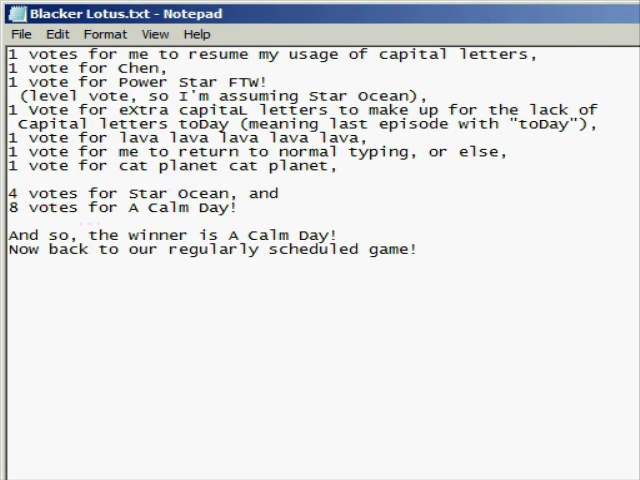 Blacker Lotus.txt - Notepad
File Edit Format View Help
1 votes for me to resume my usage of capital letters,
1 vote for Chen,
1 vote for Power Star FTW!
(level vote, so I'm assuming Star Ocean),
1 Vote for eXtra capitaL letters to make up for the lack of
Capital letters toDay (meaning last episode with "toDay"),
1 vote for lava lava lava lava lava,
1 vote for me to return to normal typing, or else,
1 vote for cat planet cat planet,
4 votes for Star Ocean, and
8 votes for A Calm Day!
And so, the winner is A Calm Day!
Now back to our regularly scheduled game!